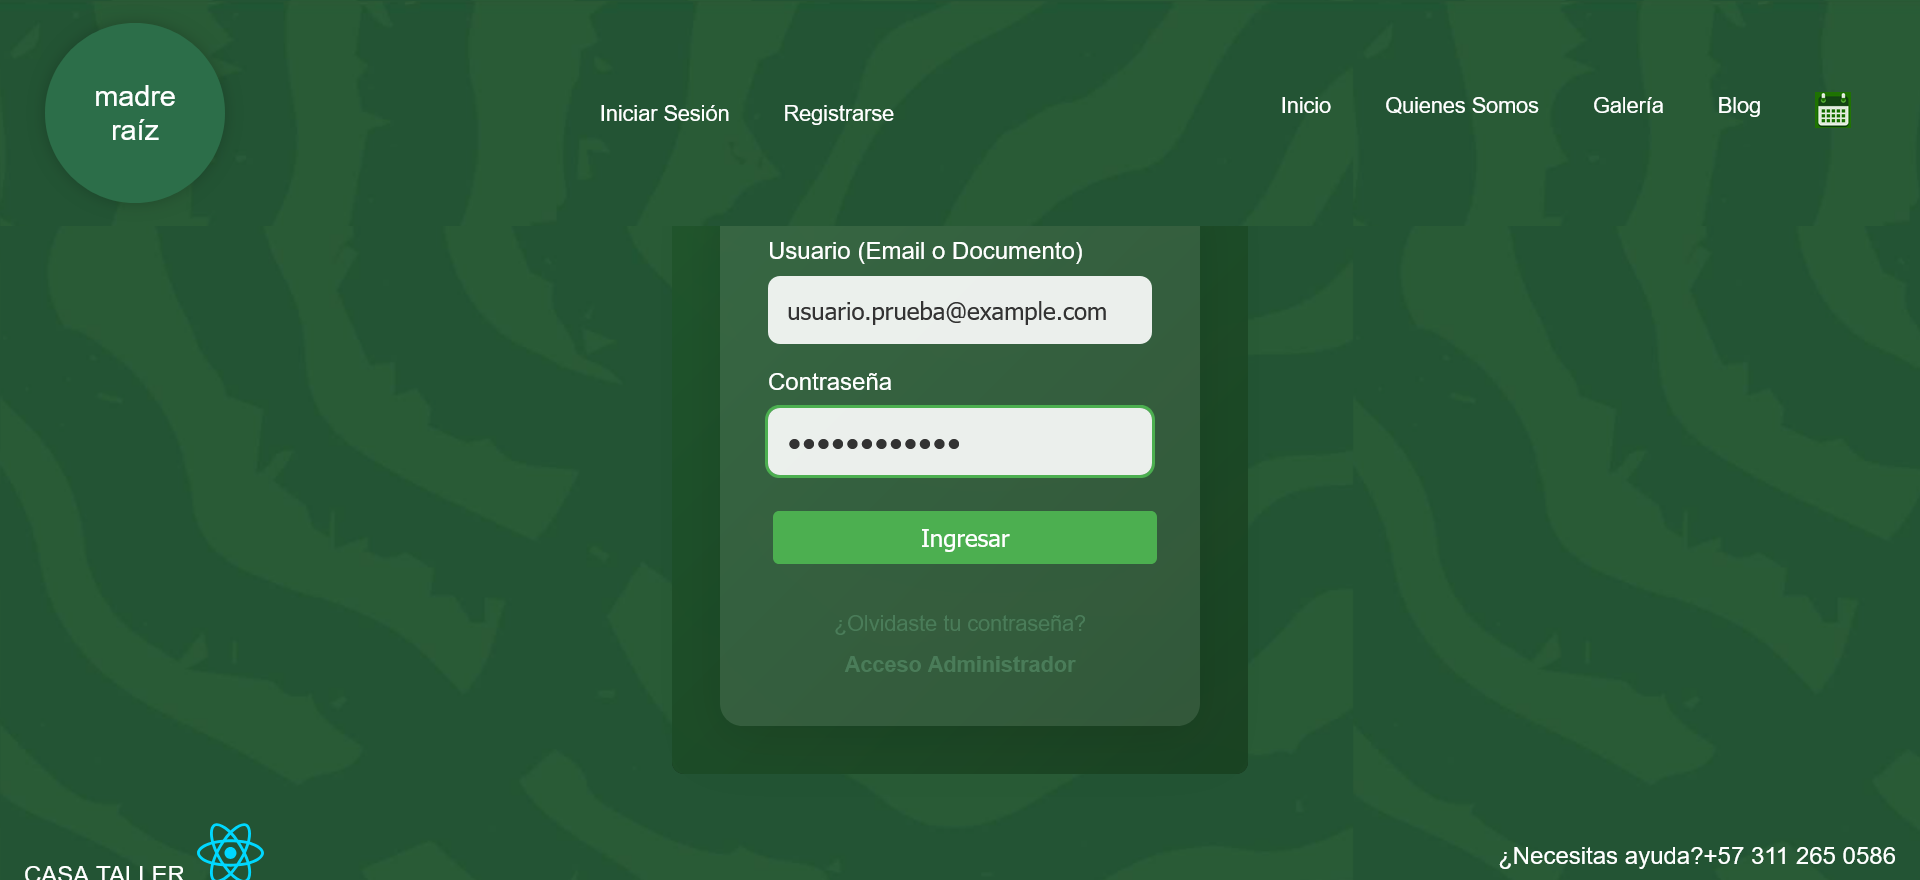 madre
raíz
Iniciar Sesión
Registrarse
Inicio
Quienes Somos
Galería
Blog
Usuario (Email o Documento)
usuario.prueba@example.com
Contraseña
••••••••••••
Ingresar
¿Olvidaste tu contraseña?
Acceso Administrador
CASA TALLER
¿Necesitas ayuda?+57 311 265 0586